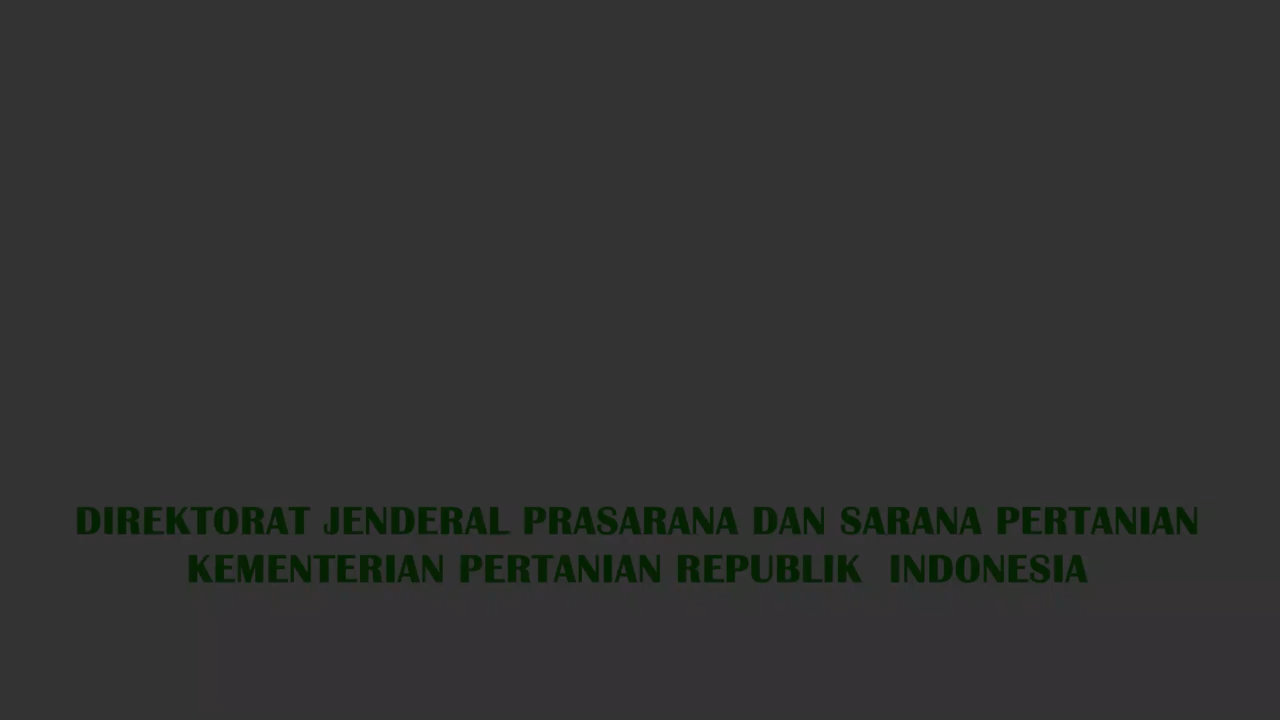 DIREKTORAT JENDERAL PRASARANA DAN SARANA PERTANIAN
KEMENTERIAN PERTANIAN REPUBLIK INDONESIA